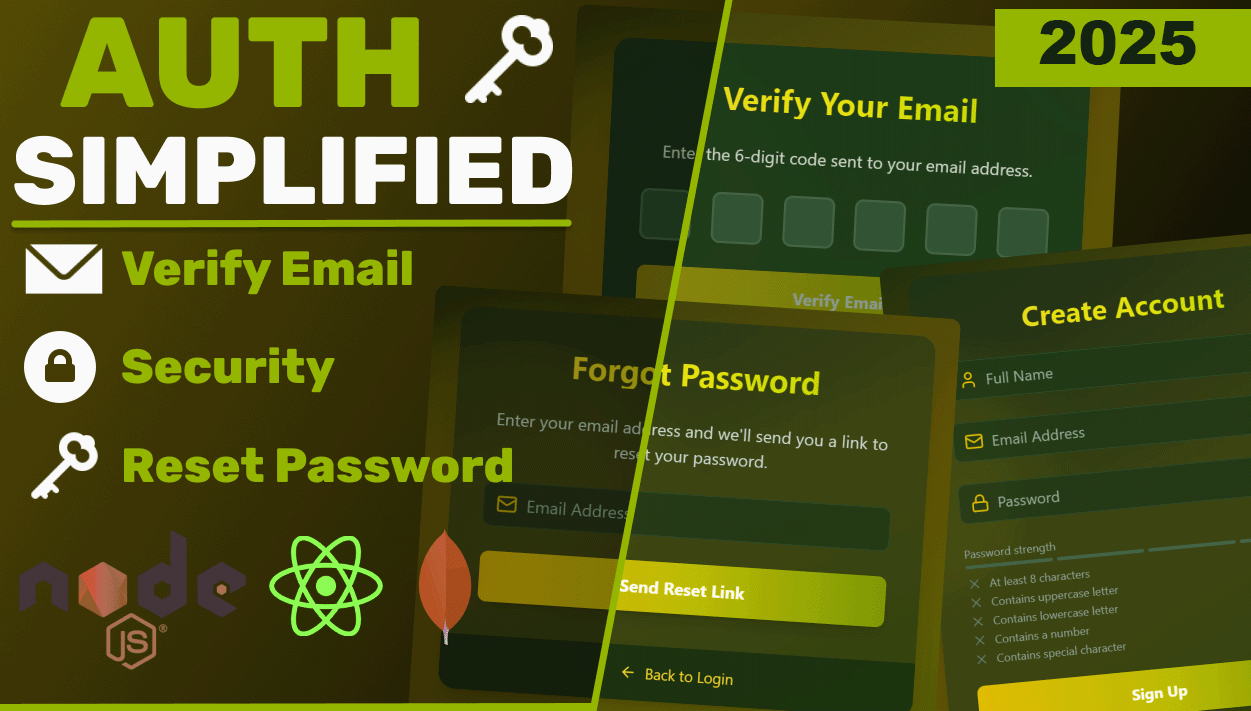 AUTH
SIMPLIFIED
Verify Email
Security
Reset Password
node
JS
®
2025
Verify Your Email
Enter the 6-digit code sent to your email address.
Verify Email
Forgot Password
Enter your email address and we'll send you a link to
reset your password.
Email Address
Send Reset Link
Back to Login
Create Account
Full Name
Email Address
Password
Password strength
At least 8 characters
Contains uppercase letter
Contains lowercase letter
Contains a number
Contains special character
Sign Up